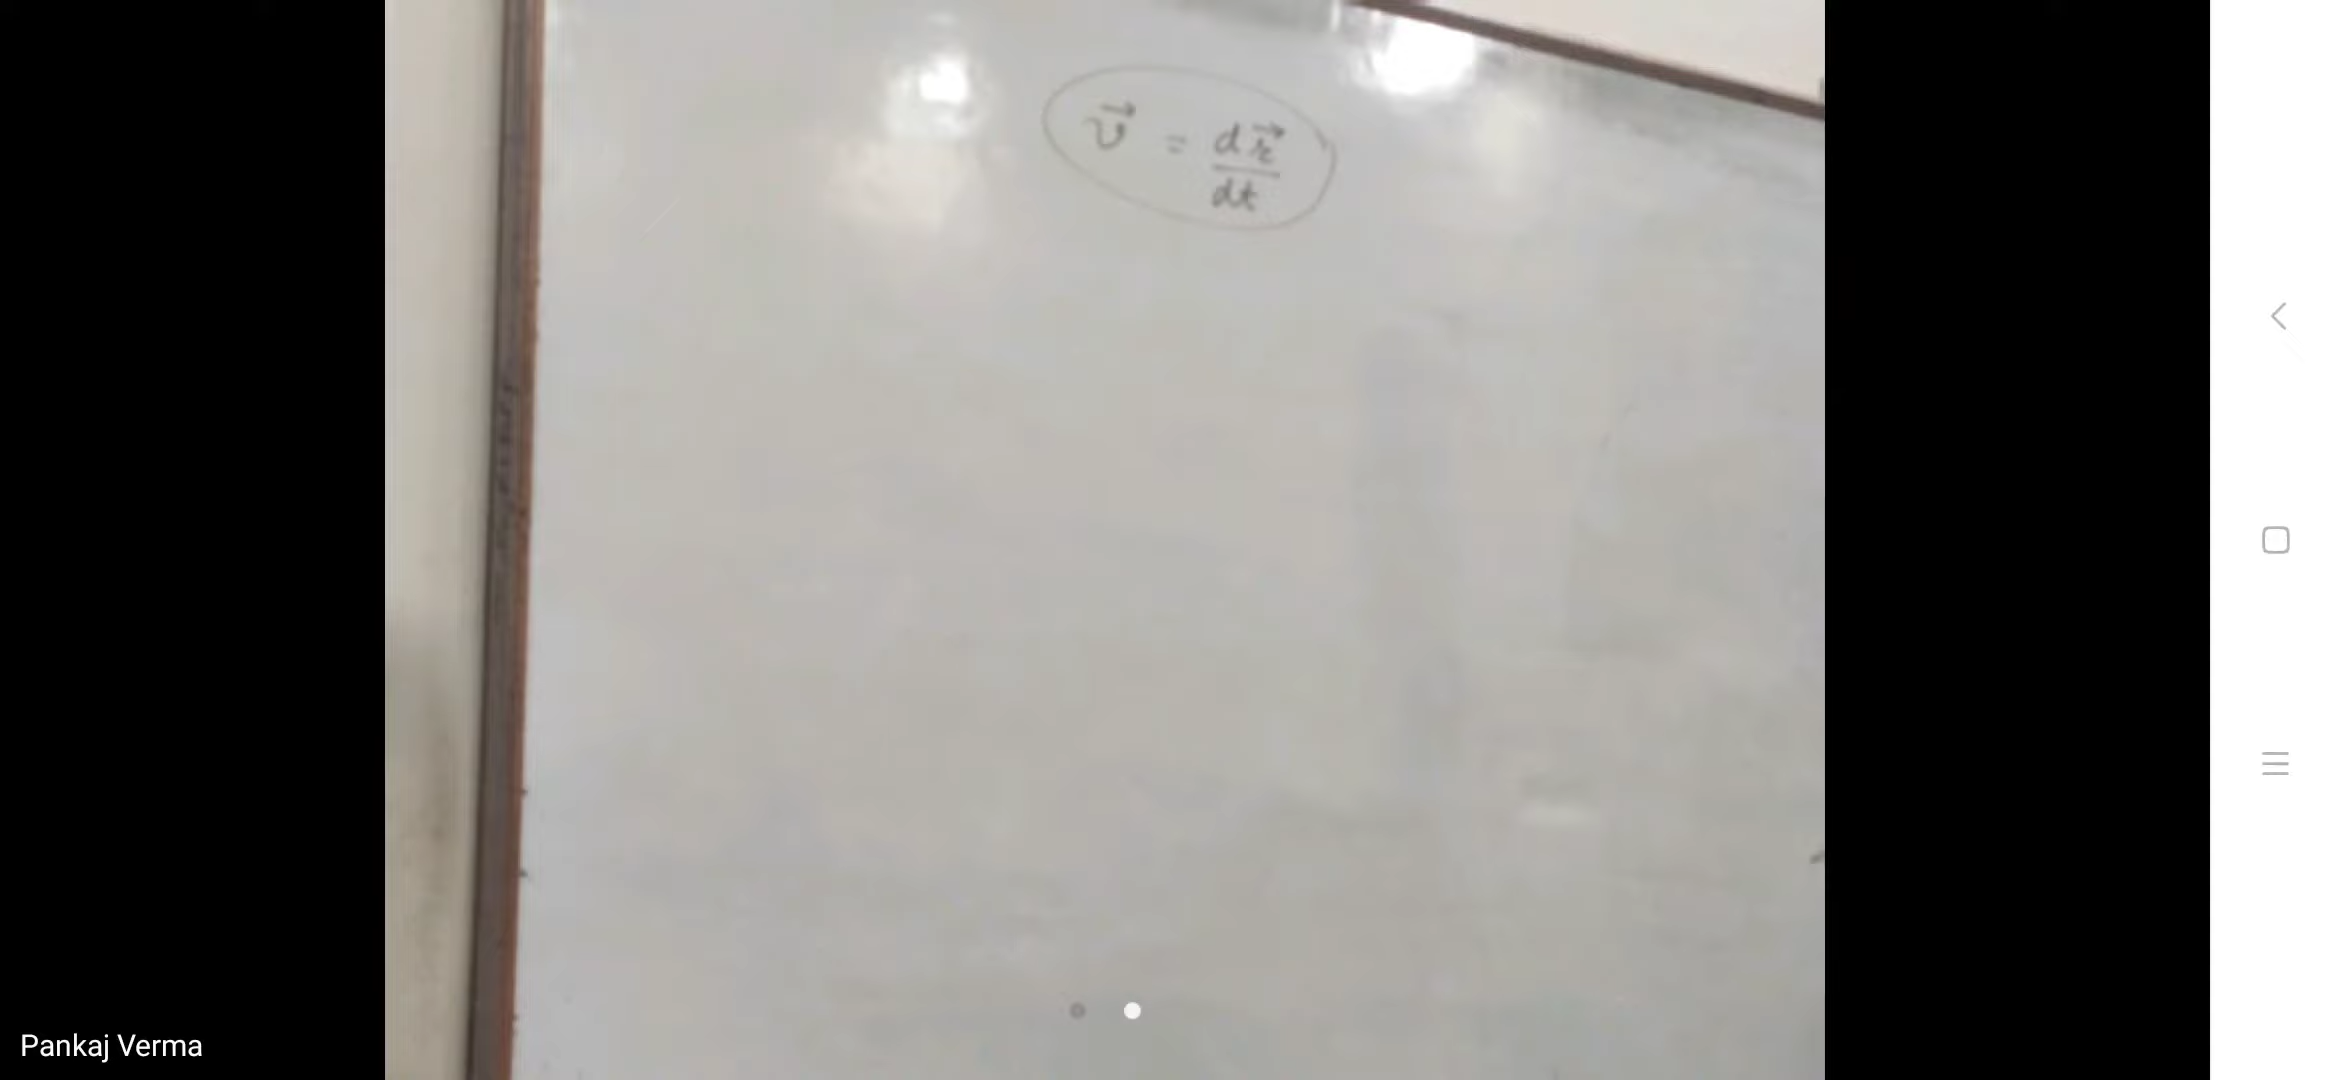 v⃗ = dr⃗/dt
Pankaj Verma